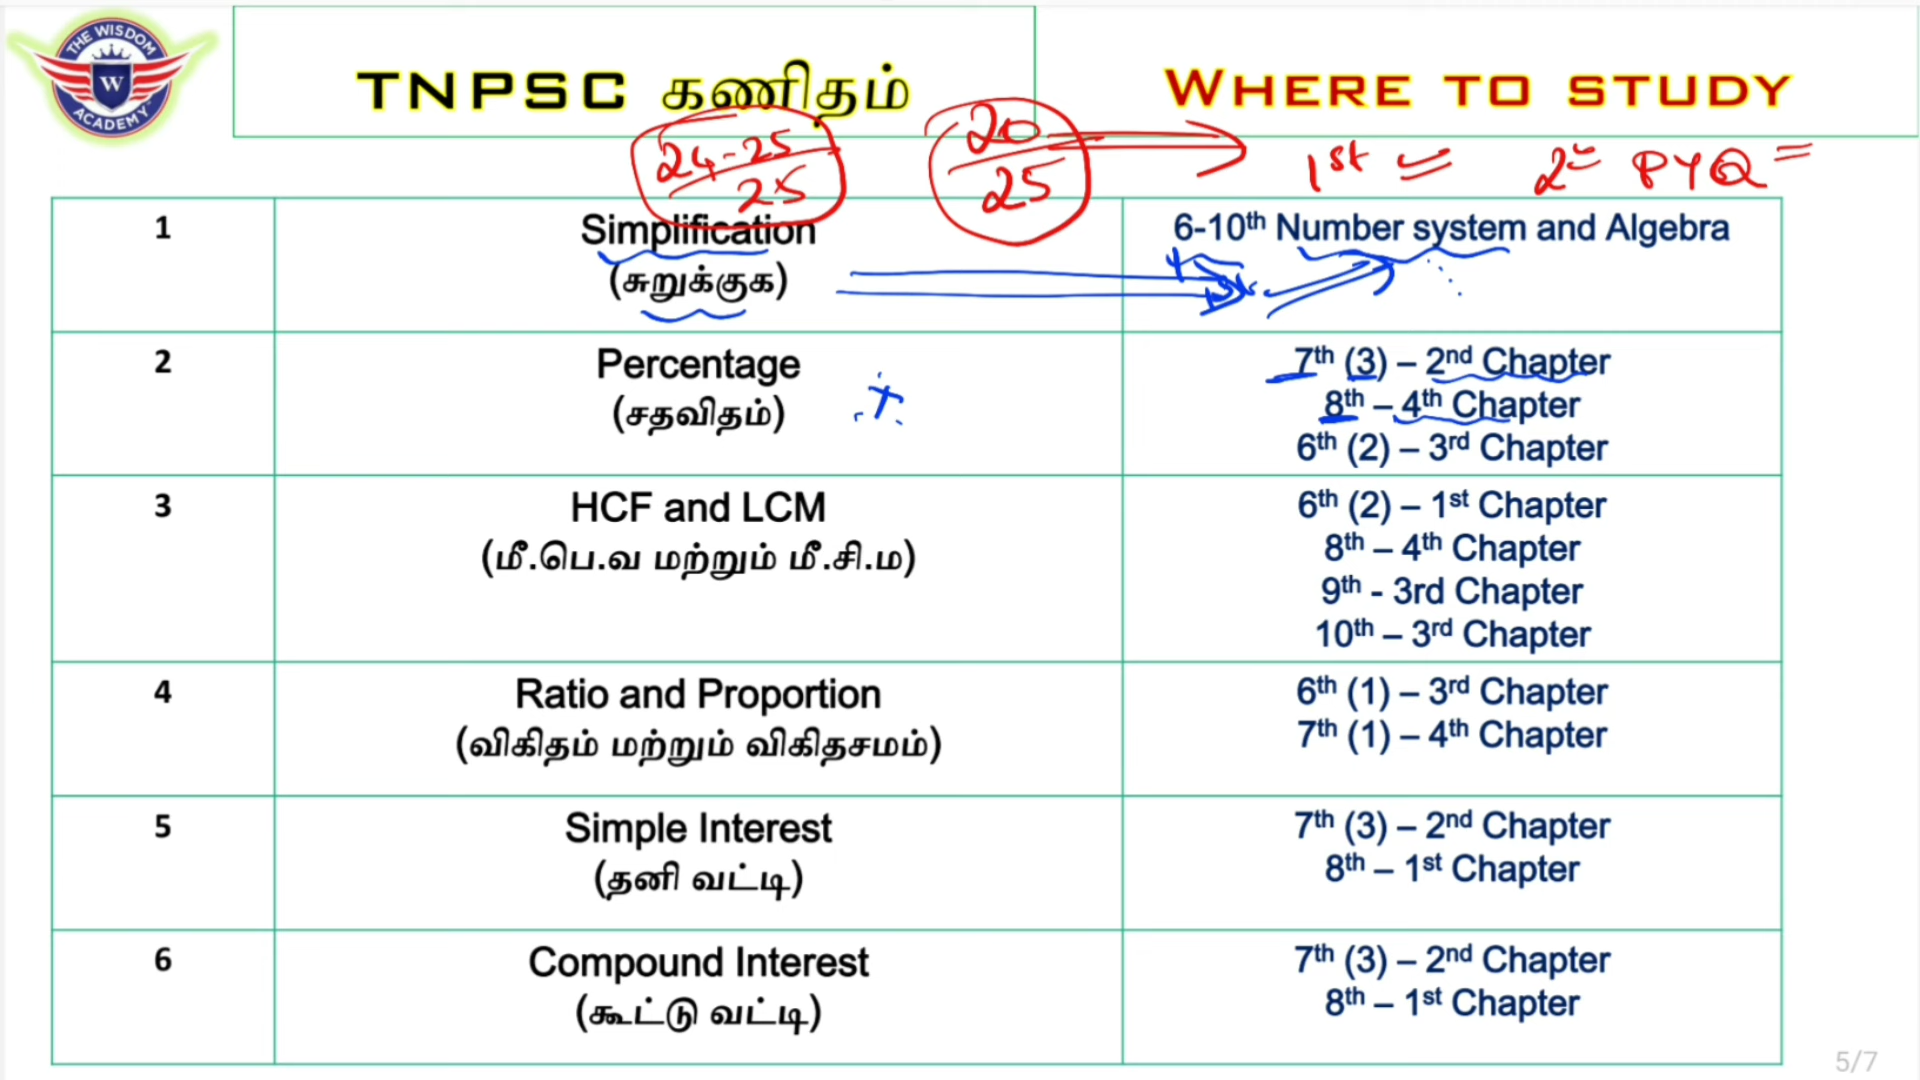 THE WISDOM
W
ACADEMY
TNPSC கணிதம்
WHERE TO STUDY
24-25
25
20
25
1st
2 PYQ
1
Simplification
(சுறுக்குக)
6-10th Number system and Algebra
2
Percentage
(சதவிதம்)
7th (3) – 2nd Chapter
8th – 4th Chapter
6th (2) – 3rd Chapter
3
HCF and LCM
(மீ.பெ.வ மற்றும் மீ.சி.ம)
6th (2) – 1st Chapter
8th – 4th Chapter
9th - 3rd Chapter
10th – 3rd Chapter
4
Ratio and Proportion
(விகிதம் மற்றும் விகிதசமம்)
6th (1) – 3rd Chapter
7th (1) – 4th Chapter
5
Simple Interest
(தனி வட்டி)
7th (3) – 2nd Chapter
8th – 1st Chapter
6
Compound Interest
(கூட்டு வட்டி)
7th (3) – 2nd Chapter
8th – 1st Chapter
5/7